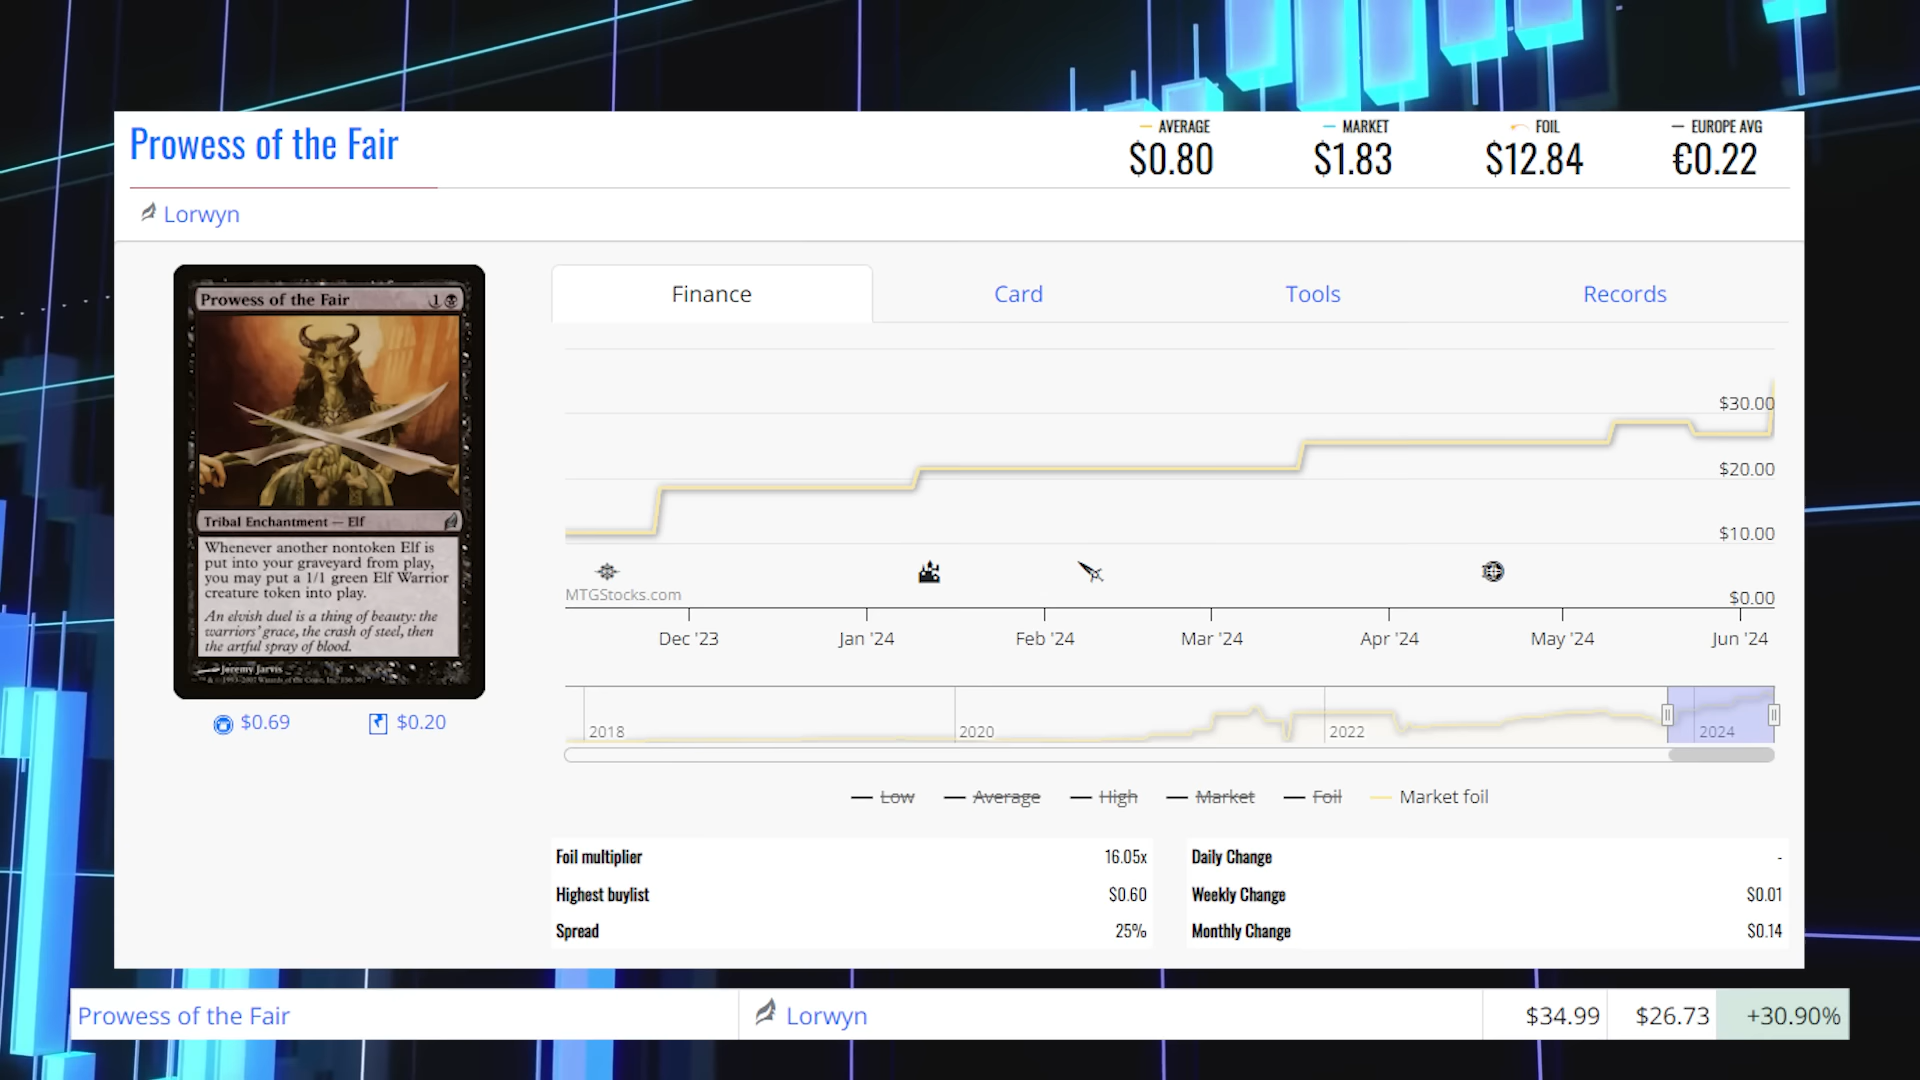 Prowess of the Fair
AVERAGE
$0.80
MARKET
$1.83
FOIL
$12.84
EUROPE AVG
€0.22
Lorwyn
Prowess of the Fair 1
Tribal Enchantment — Elf
Whenever another nontoken Elf is
put into your graveyard from play,
you may put a 1/1 green Elf Warrior
creature token into play.
An elvish duel is a thing of beauty: the
warriors' grace, the crash of steel, then
the artful spray of blood.
Jeremy Jarvis
$0.69
$0.20
Finance
Card
Tools
Records
$30.00
$20.00
$10.00
$0.00
MTGStocks.com
Dec '23
Jan '24
Feb '24
Mar '24
Apr '24
May '24
Jun '24
2018
2020
2022
2024
Low
Average
High
Market
Foil
Market foil
Foil multiplier 16.05x
Highest buylist $0.60
Spread 25%
Daily Change -
Weekly Change $0.01
Monthly Change $0.14
Prowess of the Fair
Lorwyn
$34.99
$26.73
+30.90%